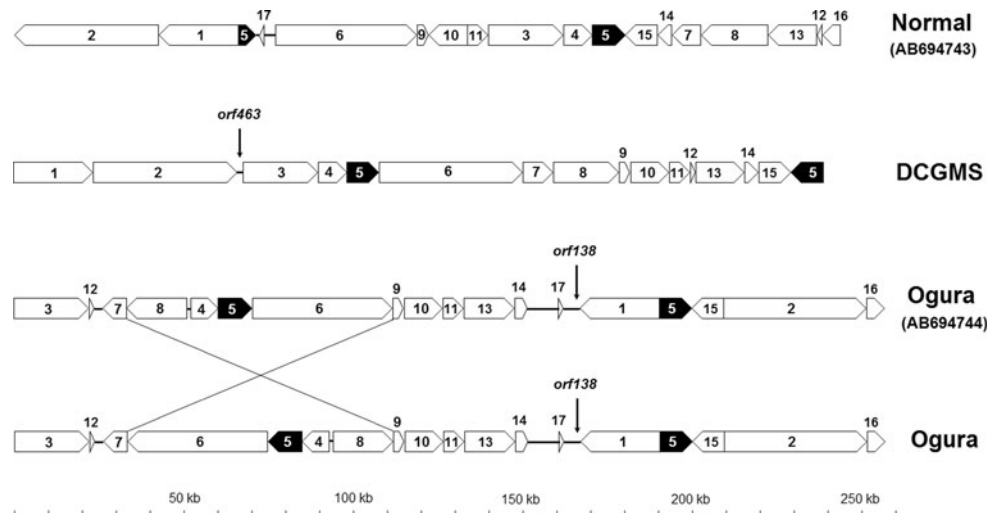 17 14 12 16
2 1 5 6 9 10 11 3 4 5 15 7 8 13 Normal
(AB694743)
orf463
9 12 14
1 2 3 4 5 6 7 8 10 11 13 15 5 DCGMS
orf138
12 9 14 17 16
3 7 8 4 5 6 10 11 13 1 5 15 2 Ogura
(AB694744)
orf138
12 9 14 17 16
3 7 6 5 4 8 10 11 13 1 5 15 2 Ogura
50 kb 100 kb 150 kb 200 kb 250 kb